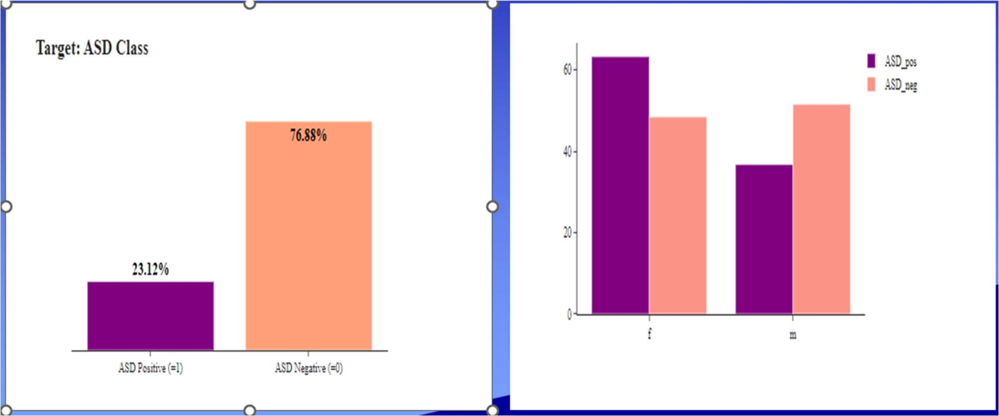 Target: ASD Class
76.88%
23.12%
ASD Positive (=1)
ASD Negative (=0)
60
40
20
0
f
m
ASD_pos
ASD_neg